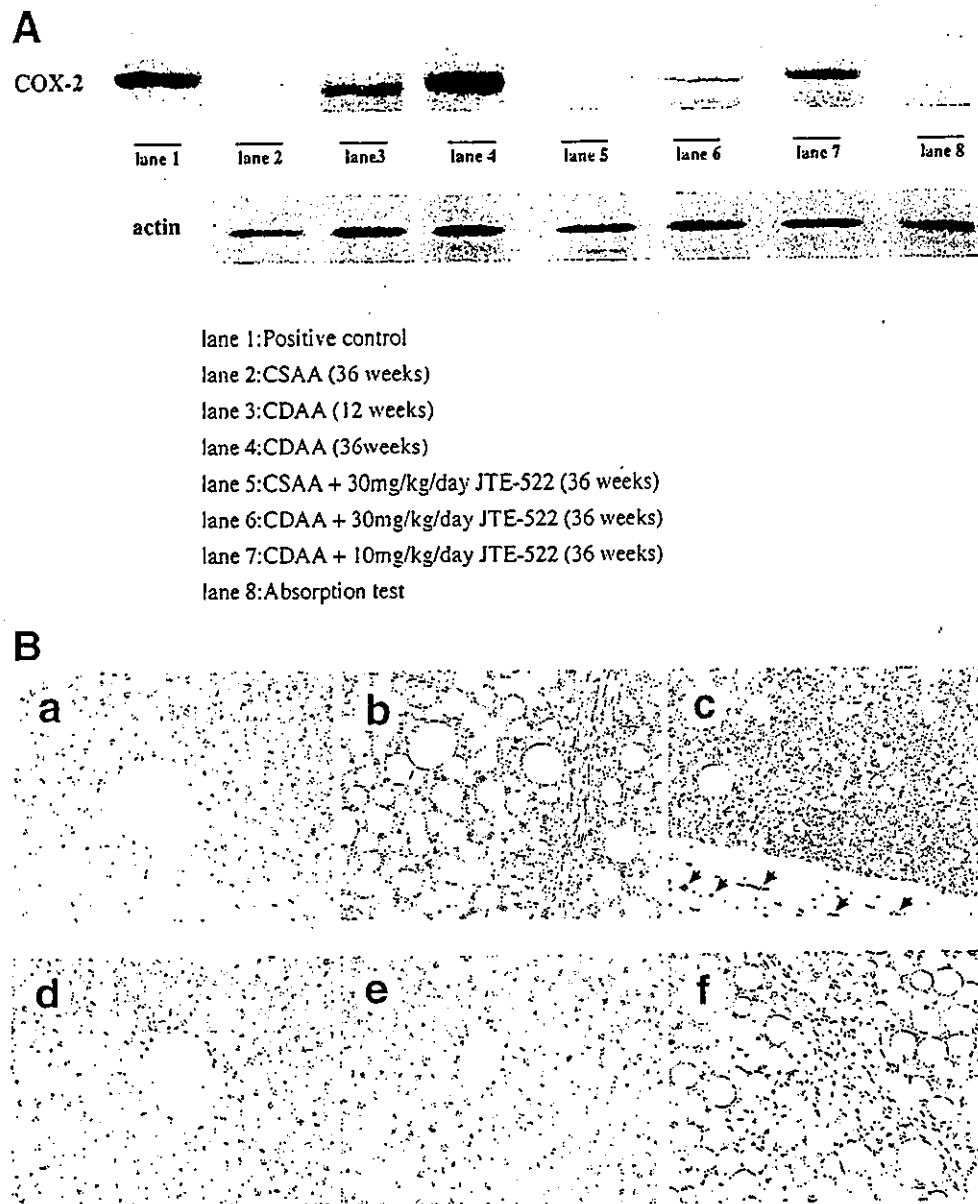 A
COX-2
lane 1 lane 2 lane3 lane 4 lane 5 lane 6 lane 7 lane 8
actin
lane 1:Positive control
lane 2:CSAA (36 weeks)
lane 3:CDAA (12 weeks)
lane 4:CDAA (36weeks)
lane 5:CSAA + 30mg/kg/day JTE-522 (36 weeks)
lane 6:CDAA + 30mg/kg/day JTE-522 (36 weeks)
lane 7:CDAA + 10mg/kg/day JTE-522 (36 weeks)
lane 8:Absorption test
B
a b c
d e f